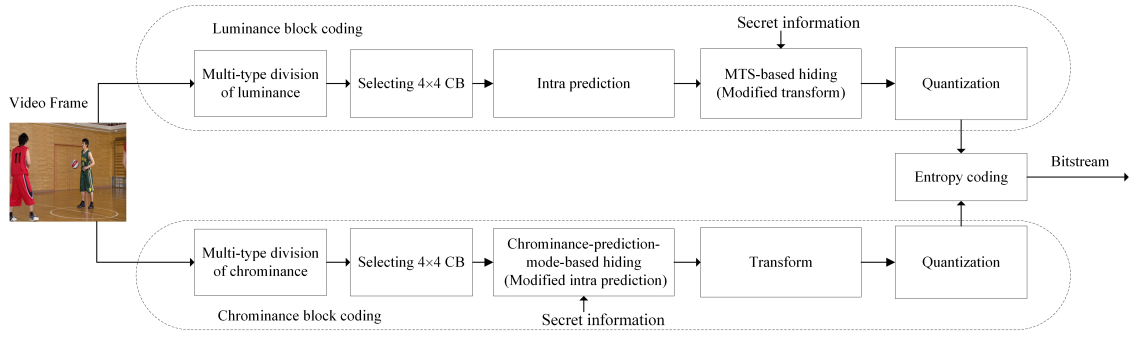 Luminance block coding
Secret information
Multi-type division
of luminance
Selecting 4×4 CB
Intra prediction
MTS-based hiding
(Modified transform)
Quantization
Video Frame
11
Entropy coding
Bitstream
Multi-type division
of chrominance
Selecting 4×4 CB
Chrominance-prediction-
mode-based hiding
(Modified intra prediction)
Transform
Quantization
Chrominance block coding
Secret information